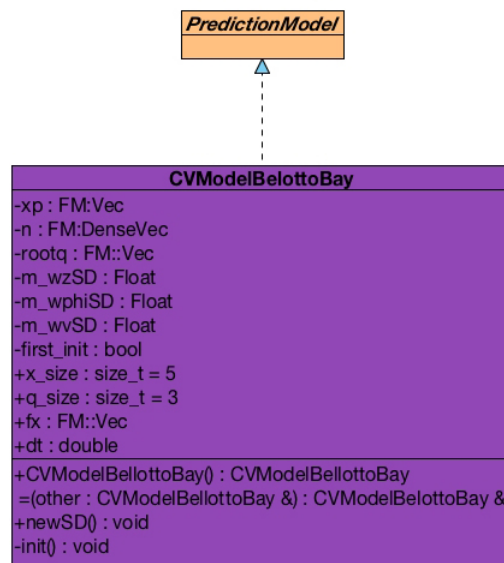 PredictionModel
CVModelBelottoBay
-xp : FM:Vec
-n : FM:DenseVec
-rootq : FM::Vec
-m_wzSD : Float
-m_wphiSD : Float
-m_wvSD : Float
-first_init : bool
+x_size : size_t = 5
+q_size : size_t = 3
+fx : FM::Vec
+dt : double
+CVModelBellottoBay() : CVModelBellottoBay
=(other : CVModelBellottoBay &) : CVModelBelottoBay &
+newSD() : void
-init() : void